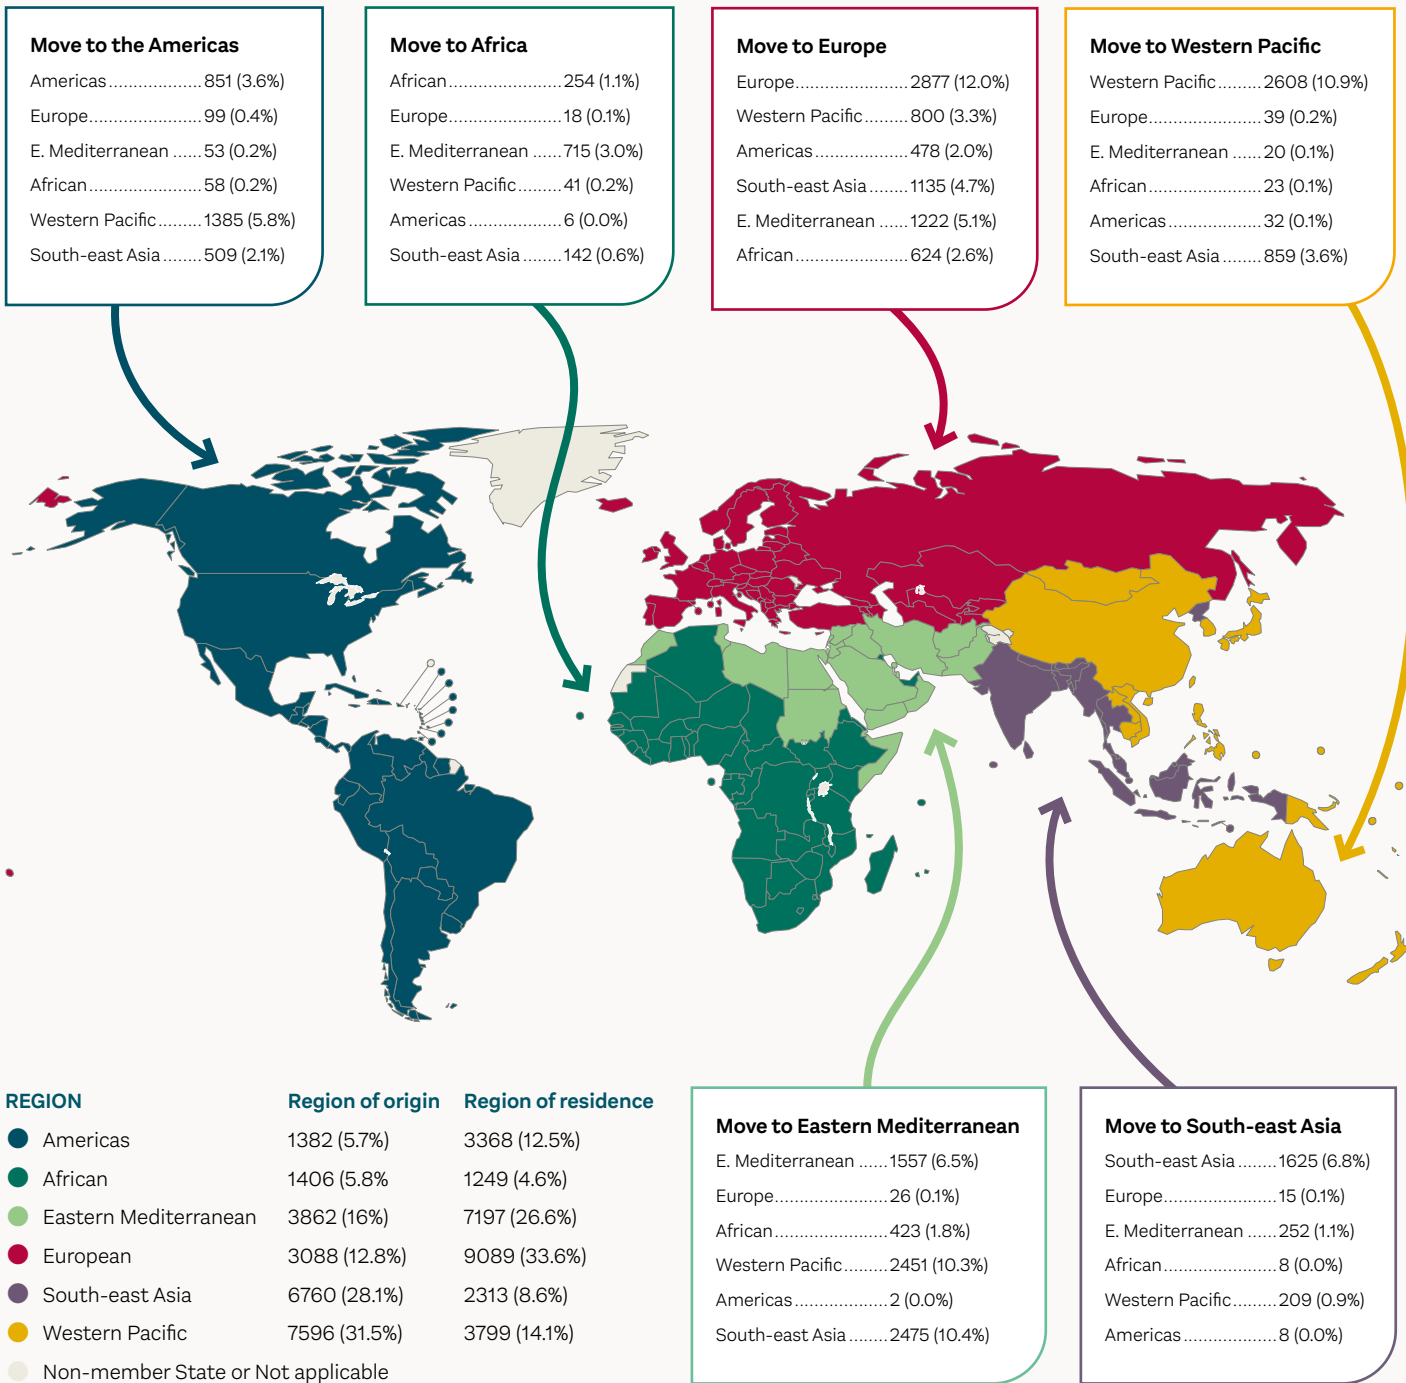 Move to the Americas
Americas...................851 (3.6%)
Europe.......................99 (0.4%)
E. Mediterranean ......53 (0.2%)
African.......................58 (0.2%)
Western Pacific.........1385 (5.8%)
South-east Asia ........509 (2.1%)
Move to Africa
African.......................254 (1.1%)
Europe.......................18 (0.1%)
E. Mediterranean ......715 (3.0%)
Western Pacific.........41 (0.2%)
Americas...................6 (0.0%)
South-east Asia ........142 (0.6%)
Move to Europe
Europe.......................2877 (12.0%)
Western Pacific.........800 (3.3%)
Americas...................478 (2.0%)
South-east Asia ........1135 (4.7%)
E. Mediterranean ......1222 (5.1%)
African.......................624 (2.6%)
Move to Western Pacific
Western Pacific.........2608 (10.9%)
Europe.......................39 (0.2%)
E. Mediterranean ......20 (0.1%)
African.......................23 (0.1%)
Americas...................32 (0.1%)
South-east Asia ........859 (3.6%)
REGION Region of origin Region of residence
Americas 1382 (5.7%) 3368 (12.5%)
African 1406 (5.8% 1249 (4.6%)
Eastern Mediterranean 3862 (16%) 7197 (26.6%)
European 3088 (12.8%) 9089 (33.6%)
South-east Asia 6760 (28.1%) 2313 (8.6%)
Western Pacific 7596 (31.5%) 3799 (14.1%)
Non-member State or Not applicable
Move to Eastern Mediterranean
E. Mediterranean ......1557 (6.5%)
Europe.......................26 (0.1%)
African.......................423 (1.8%)
Western Pacific.........2451 (10.3%)
Americas...................2 (0.0%)
South-east Asia ........2475 (10.4%)
Move to South-east Asia
South-east Asia ........1625 (6.8%)
Europe.......................15 (0.1%)
E. Mediterranean ......252 (1.1%)
African.......................8 (0.0%)
Western Pacific.........209 (0.9%)
Americas...................8 (0.0%)